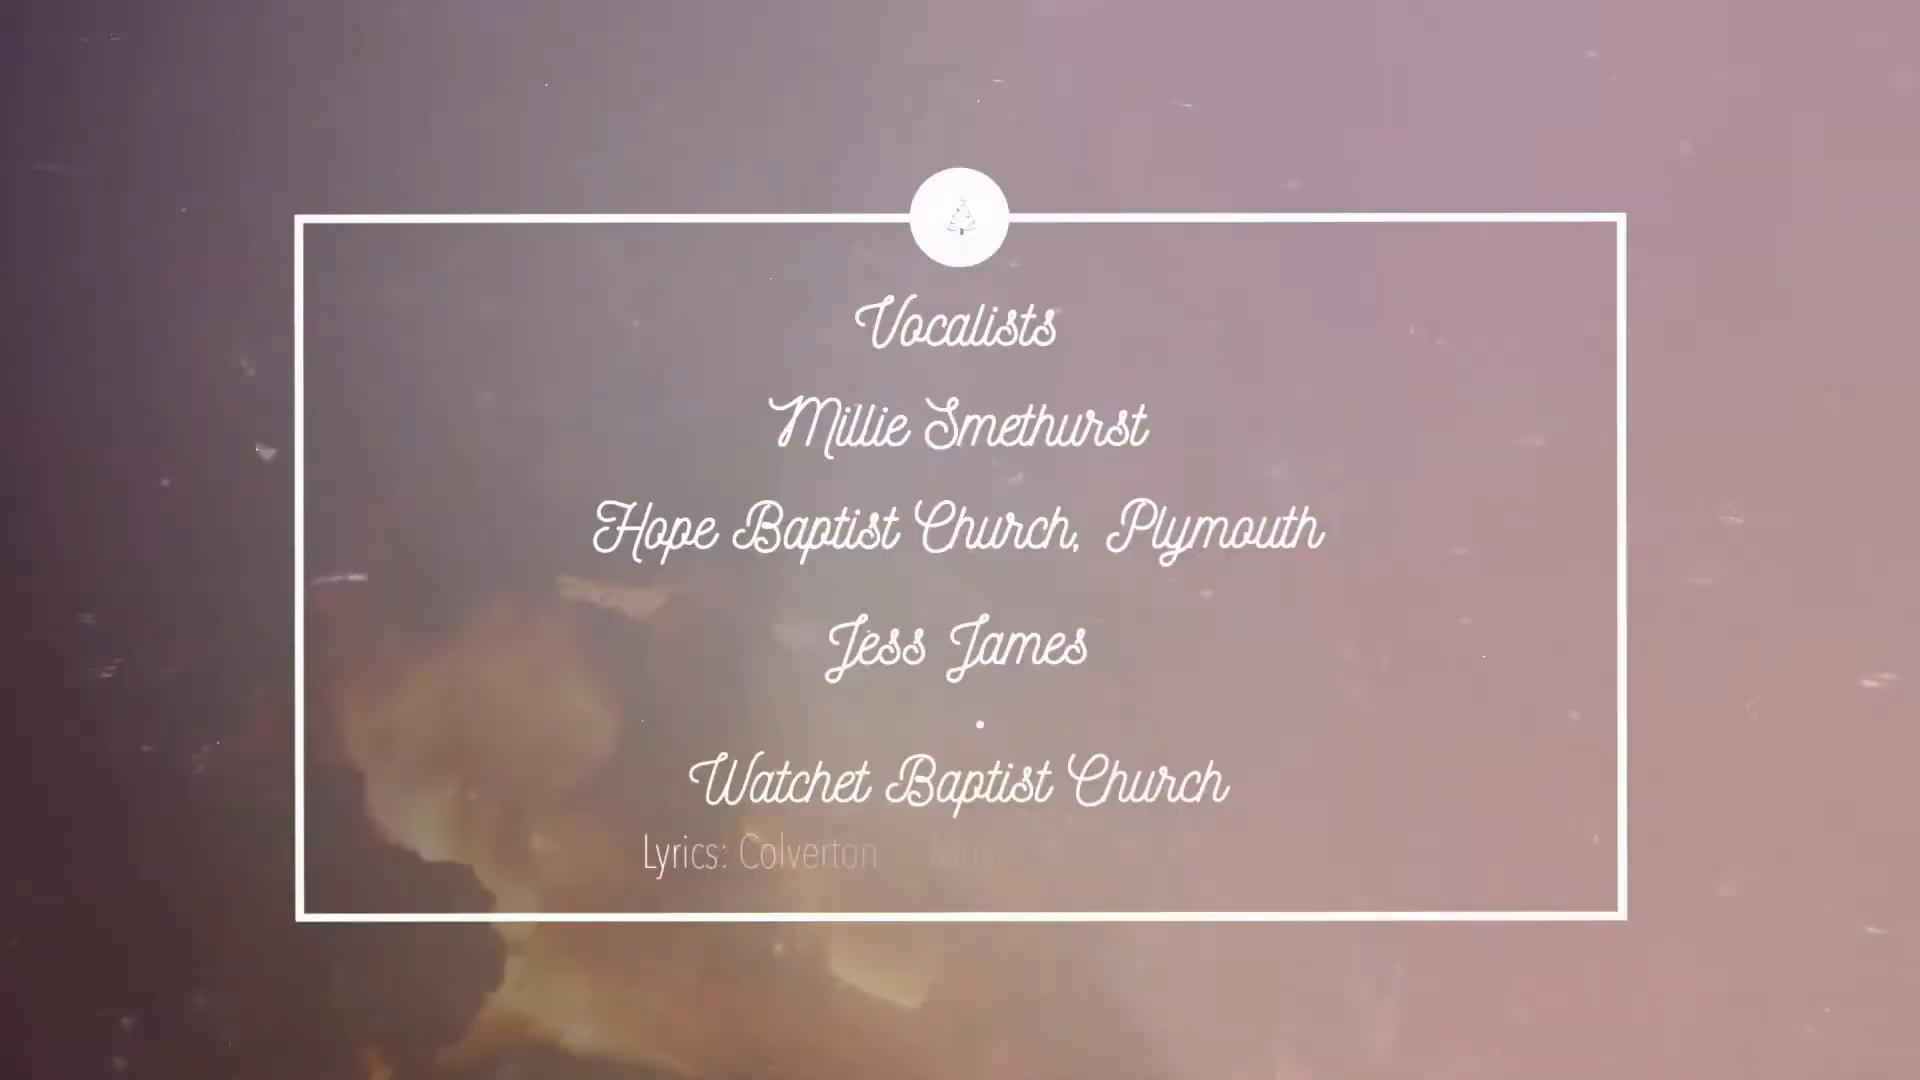 Vocalists
Millie Smethurst
Hope Baptist Church, Plymouth
Jess James
Watchet Baptist Church
Lyrics: Colverton